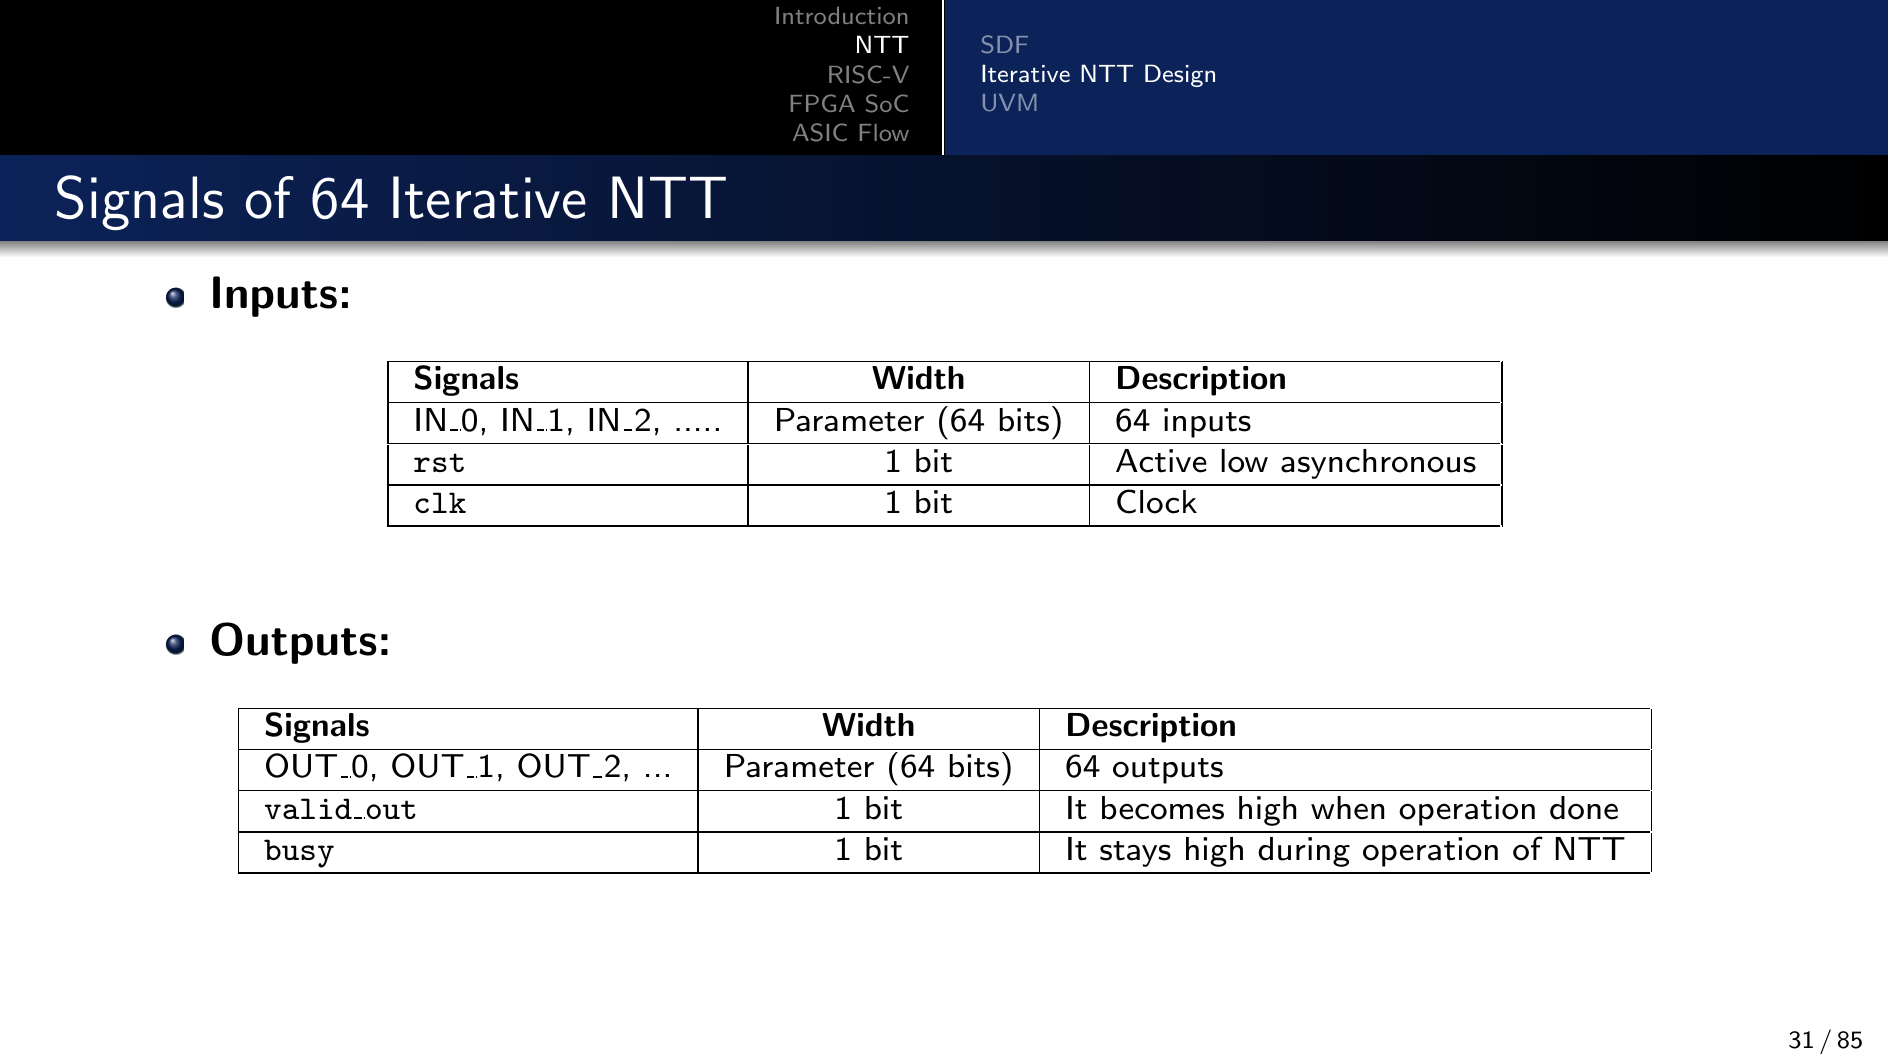 Introduction
NTT
RISC-V
FPGA SoC
ASIC Flow
SDF
Iterative NTT Design
UVM
Signals of 64 Iterative NTT
Inputs:
Signals Width Description
IN_0, IN_1, IN_2, ..... Parameter (64 bits) 64 inputs
rst 1 bit Active low asynchronous
clk 1 bit Clock
Outputs:
Signals Width Description
OUT_0, OUT_1, OUT_2, ... Parameter (64 bits) 64 outputs
valid_out 1 bit It becomes high when operation done
busy 1 bit It stays high during operation of NTT
31 / 85